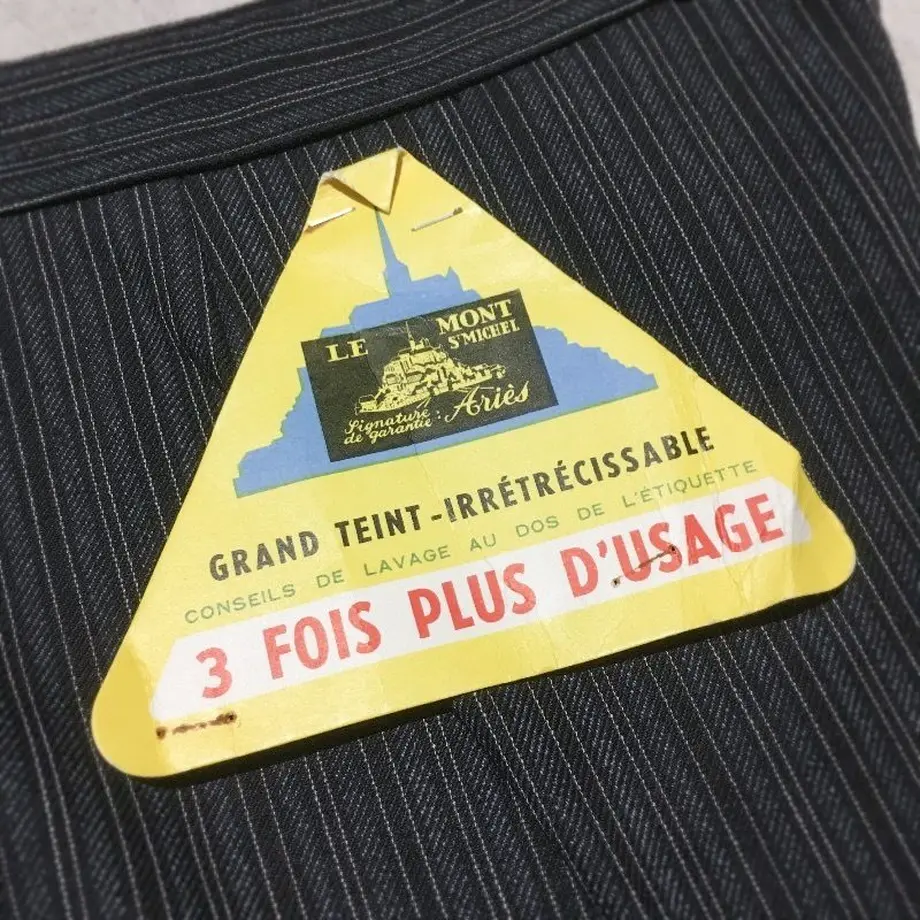 LE MONT
ST MICHEL
Signature
de garantie : Ariès
GRAND TEINT-IRRÉTRÉCISSABLE
CONSEILS DE LAVAGE AU DOS DE L'ÉTIQUETTE
3 FOIS PLUS D'USAGE